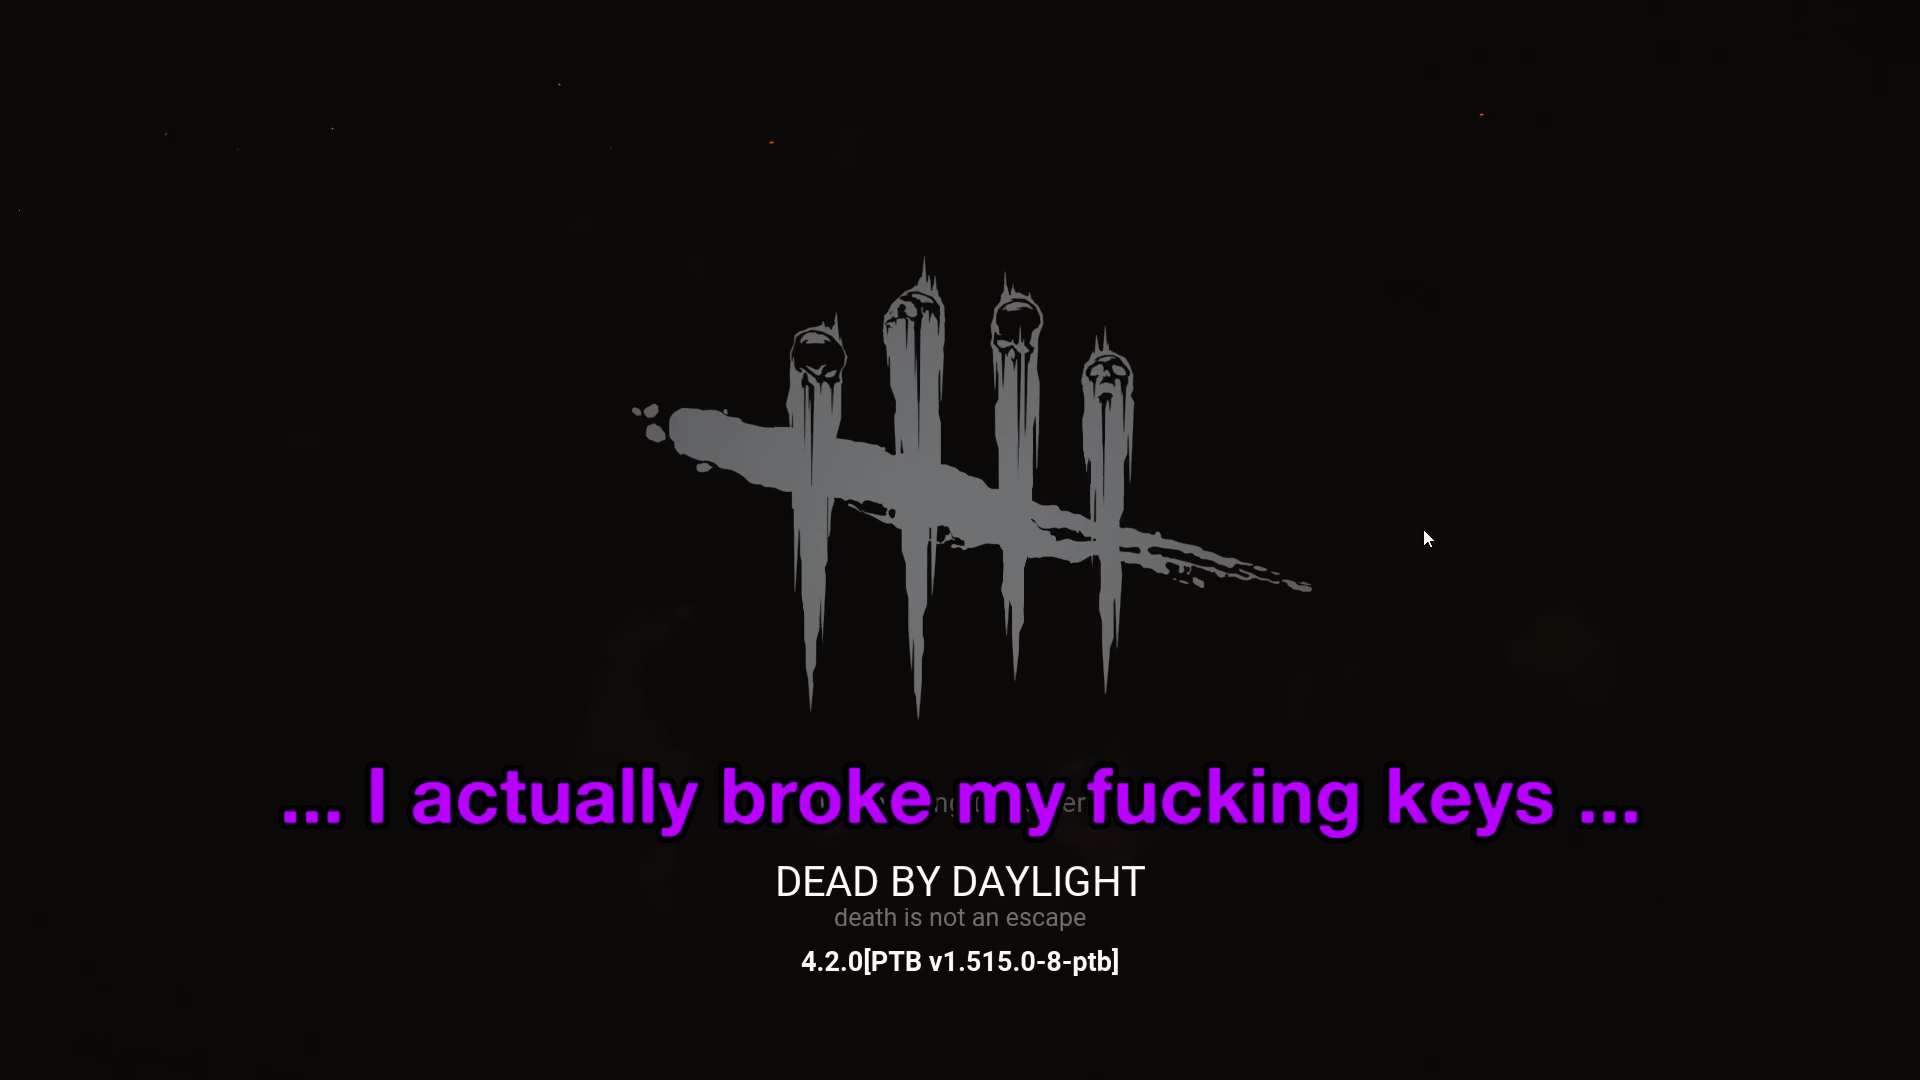 ... I actually broke my fucking keys ...
DEAD BY DAYLIGHT
death is not an escape
4.2.0[PTB v1.515.0-8-ptb]